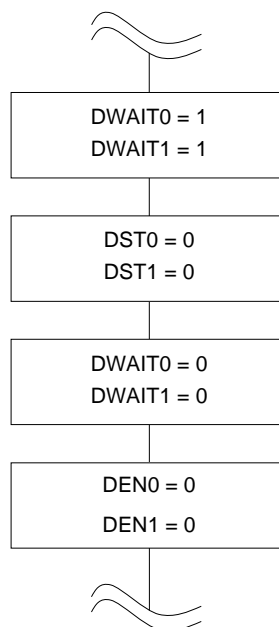 DWAIT0 = 1
DWAIT1 = 1
DST0 = 0
DST1 = 0
DWAIT0 = 0
DWAIT1 = 0
DEN0 = 0
DEN1 = 0